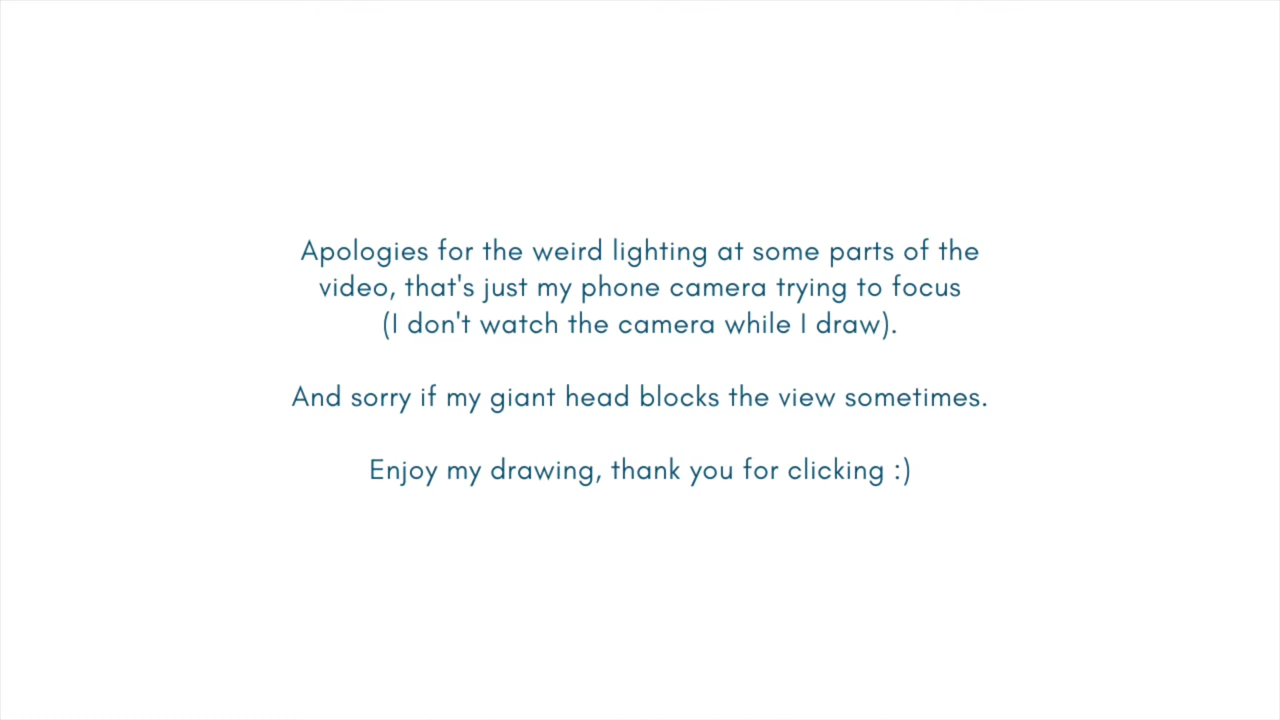 Apologies for the weird lighting at some parts of the
video, that's just my phone camera trying to focus
(I don't watch the camera while I draw).
And sorry if my giant head blocks the view sometimes.
Enjoy my drawing, thank you for clicking :)